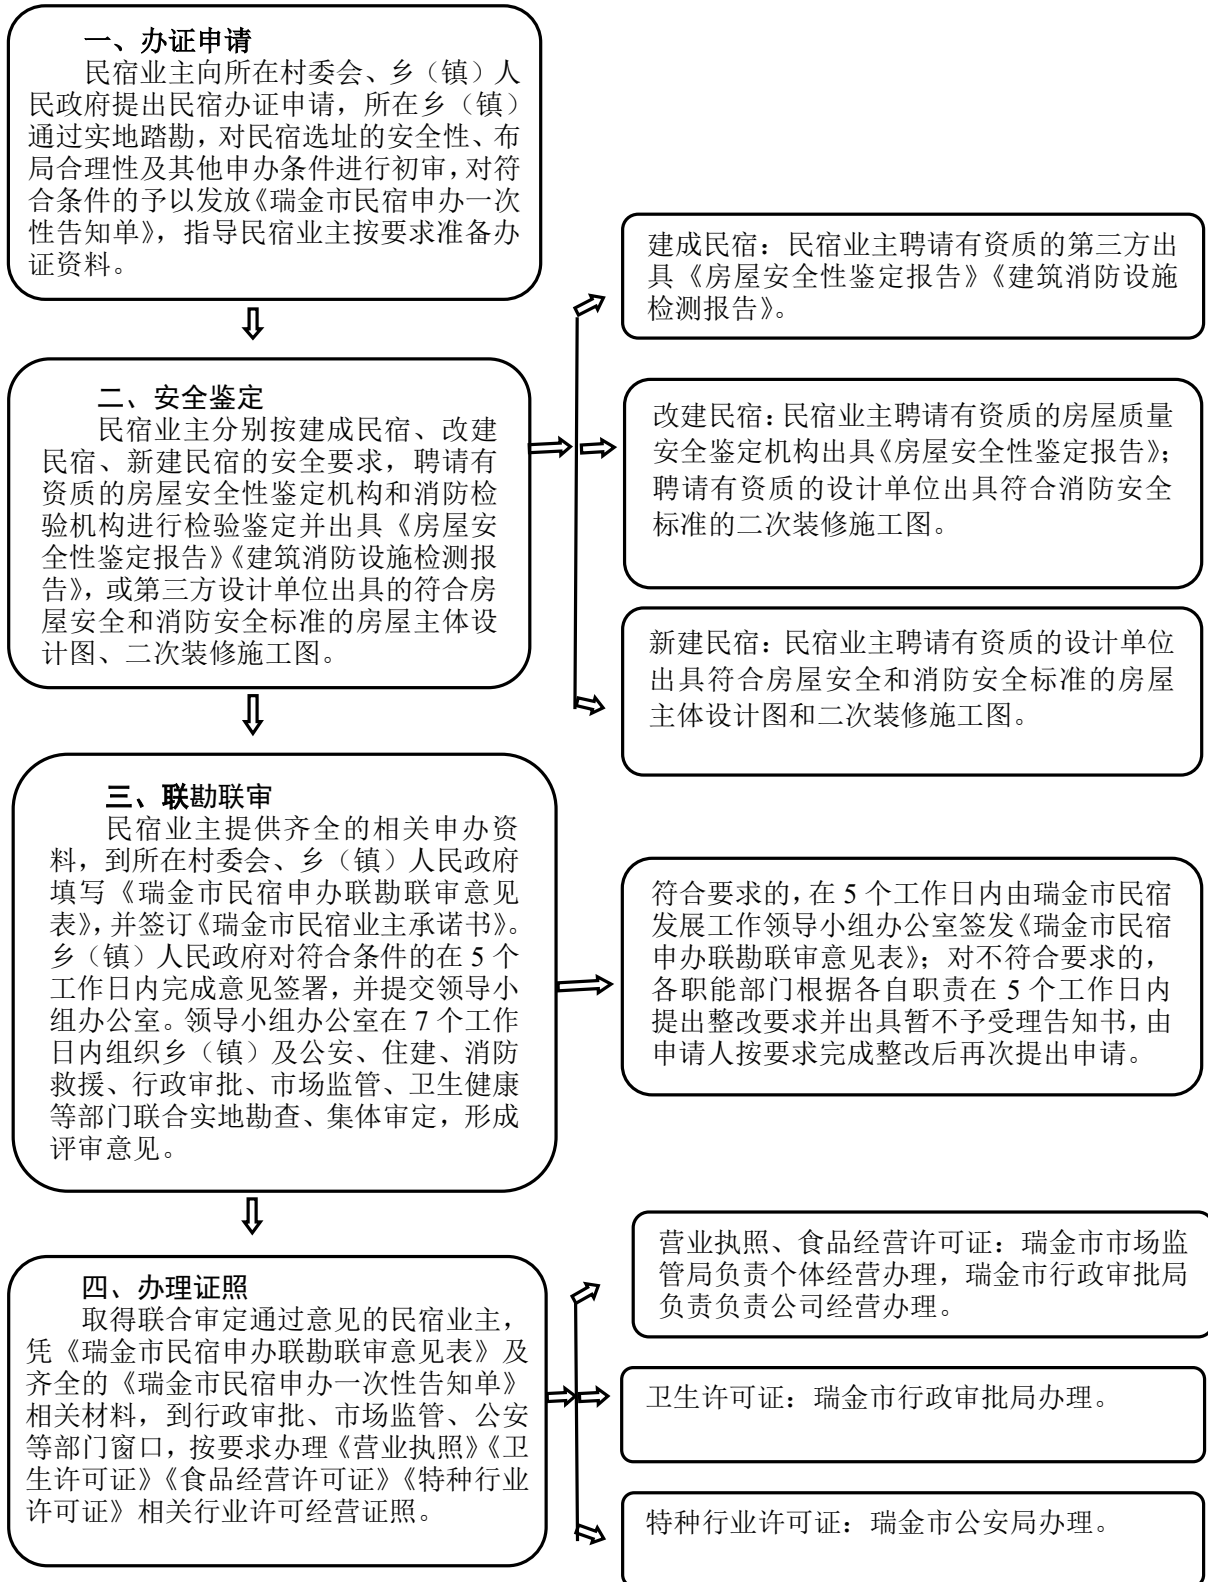 一、办证申请
民宿业主向所在村委会、乡（镇）人
民政府提出民宿办证申请，所在乡（镇）
通过实地踏勘，对民宿选址的安全性、布
局合理性及其他申办条件进行初审，对符
合条件的予以发放《瑞金市民宿申办一次
性告知单》，指导民宿业主按要求准备办
证资料。
二、安全鉴定
民宿业主分别按建成民宿、改建
民宿、新建民宿的安全要求，聘请有
资质的房屋安全性鉴定机构和消防检
验机构进行检验鉴定并出具《房屋安
全性鉴定报告》《建筑消防设施检测报
告》，或第三方设计单位出具的符合房
屋安全和消防安全标准的房屋主体设
计图、二次装修施工图。
建成民宿：民宿业主聘请有资质的第三方出
具《房屋安全性鉴定报告》《建筑消防设施
检测报告》。
改建民宿：民宿业主聘请有资质的房屋质量
安全鉴定机构出具《房屋安全性鉴定报告》；
聘请有资质的设计单位出具符合消防安全
标准的二次装修施工图。
新建民宿：民宿业主聘请有资质的设计单位
出具符合房屋安全和消防安全标准的房屋
主体设计图和二次装修施工图。
三、联勘联审
民宿业主提供齐全的相关申办资
料，到所在村委会、乡（镇）人民政府
填写《瑞金市民宿申办联勘联审意见
表》，并签订《瑞金市民宿业主承诺书》。
乡（镇）人民政府对符合条件的在 5 个
工作日内完成意见签署，并提交领导小
组办公室。领导小组办公室在 7 个工作
日内组织乡（镇）及公安、住建、消防
救援、行政审批、市场监管、卫生健康
等部门联合实地勘查、集体审定，形成
评审意见。
符合要求的，在 5 个工作日内由瑞金市民宿
发展工作领导小组办公室签发《瑞金市民宿
申办联勘联审意见表》；对不符合要求的，
各职能部门根据各自职责在 5 个工作日内
提出整改要求并出具暂不予受理告知书，由
申请人按要求完成整改后再次提出申请。
四、办理证照
取得联合审定通过意见的民宿业主，
凭《瑞金市民宿申办联勘联审意见表》及
齐全的《瑞金市民宿申办一次性告知单》
相关材料，到行政审批、市场监管、公安
等部门窗口，按要求办理《营业执照》《卫
生许可证》《食品经营许可证》《特种行业
许可证》相关行业许可经营证照。
营业执照、食品经营许可证：瑞金市市场监
管局负责个体经营办理，瑞金市行政审批局
负责负责公司经营办理。
卫生许可证：瑞金市行政审批局办理。
特种行业许可证：瑞金市公安局办理。